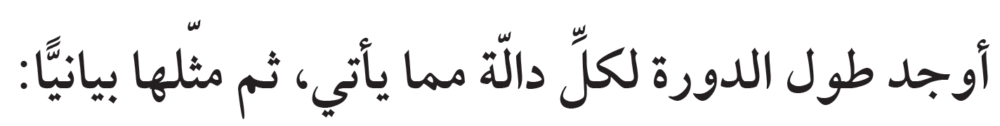 أوجد طول الدورة لكلِّ دالّة مما يأتي، ثم مثّلها بيانيًّا: